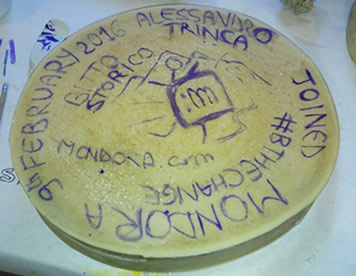 9th FEBRUARY 2016 ALESSANDRO
TRINCA
JOINED
#BTHECHANGE
MONDORA
BITTO
STORICO
:m
MONDORA.com